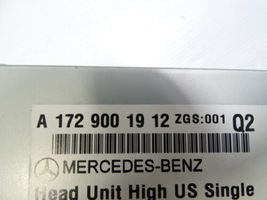 A 172 900 19 12 ZGS:001 Q2
MERCEDES-BENZ
Head Unit High US Single